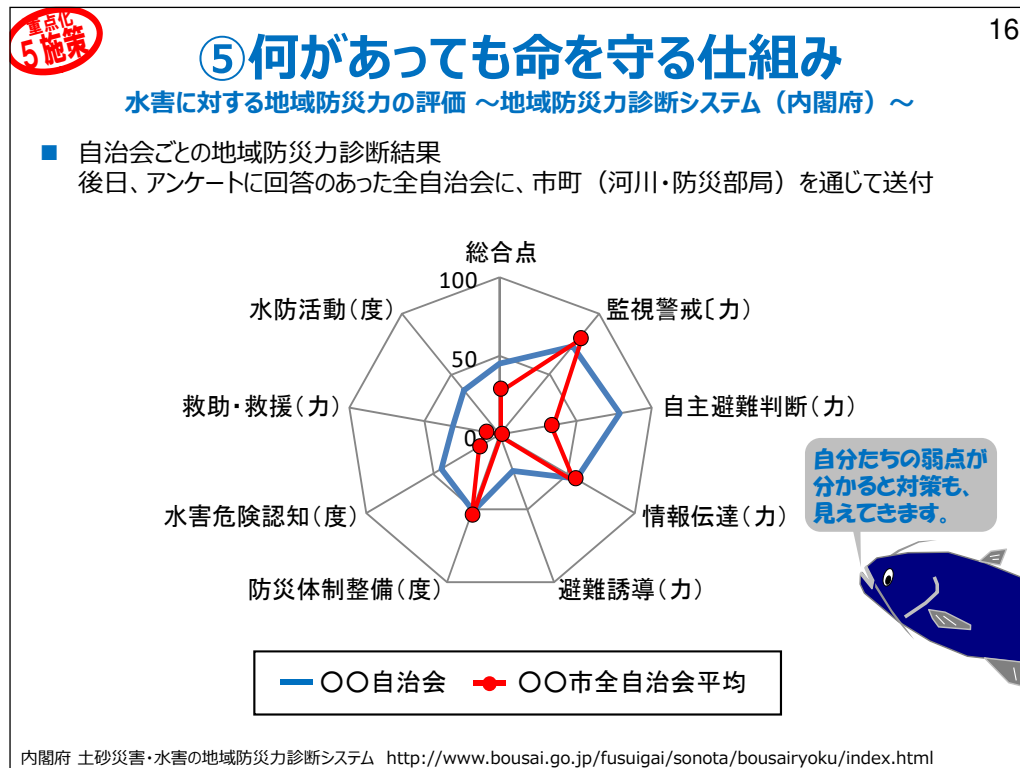 16
重点化
5施策
⑤何があっても命を守る仕組み
水害に対する地域防災力の評価 ～地域防災力診断システム（内閣府）～
■ 自治会ごとの地域防災力診断結果
後日、アンケートに回答のあった全自治会に、市町（河川・防災部局）を通じて送付
総合点
100
水防活動(度)
監視警戒〔力)
50
救助・救援(力)
自主避難判断(力)
0
自分たちの弱点が
分かると対策も、
見えてきます。
水害危険認知(度)
情報伝達(力)
防災体制整備(度)
避難誘導(力)
〇〇自治会
〇〇市全自治会平均
内閣府 土砂災害・水害の地域防災力診断システム http://www.bousai.go.jp/fusuigai/sonota/bousairyoku/index.html